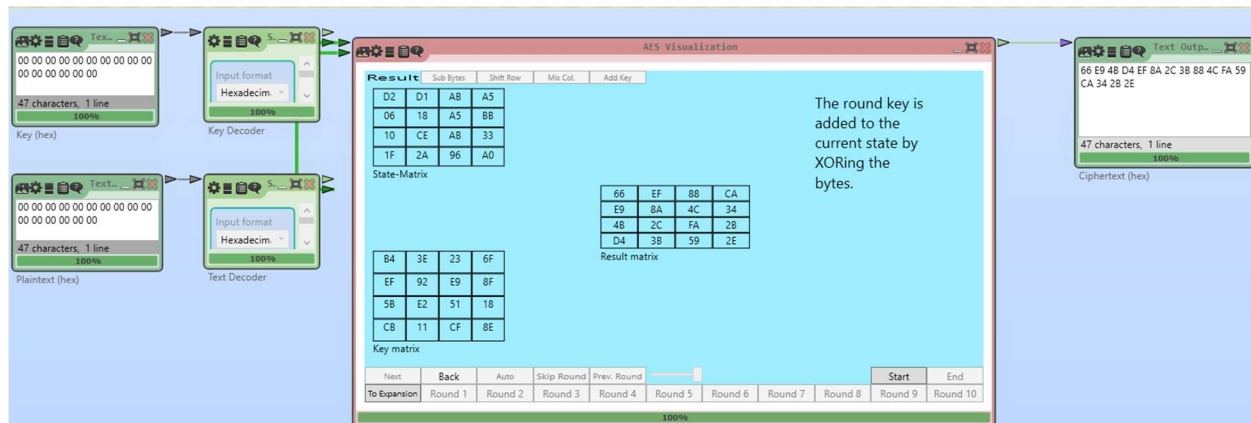 Tex...
00 00 00 00 00 00 00 00 00 00
00 00 00 00 00 00
47 characters, 1 line
100%
Key (hex)
S...
Input format
Hexadecim.
100%
Key Decoder
Text...
00 00 00 00 00 00 00 00 00 00
00 00 00 00 00 00
47 characters, 1 line
100%
Plaintext (hex)
S...
Input format
Hexadecim.
100%
Text Decoder
AES Visualization
Result Sub Bytes Shift Row Mix Col. Add Key
D2 D1 AB A5
06 18 A5 BB
10 CE AB 33
1F 2A 96 A0
State-Matrix
The round key is
added to the
current state by
XORing the
bytes.
66 EF 88 CA
E9 8A 4C 34
4B 2C FA 2B
D4 3B 59 2E
Result matrix
B4 3E 23 6F
EF 92 E9 8F
5B E2 51 18
CB 11 CF 8E
Key matrix
Next Back Auto Skip Round Prev. Round Start End
To Expansion Round 1 Round 2 Round 3 Round 4 Round 5 Round 6 Round 7 Round 8 Round 9 Round 10
100%
Text Outp...
66 E9 4B D4 EF 8A 2C 3B 88 4C FA 59
CA 34 2B 2E
47 characters, 1 line
100%
Ciphertext (hex)